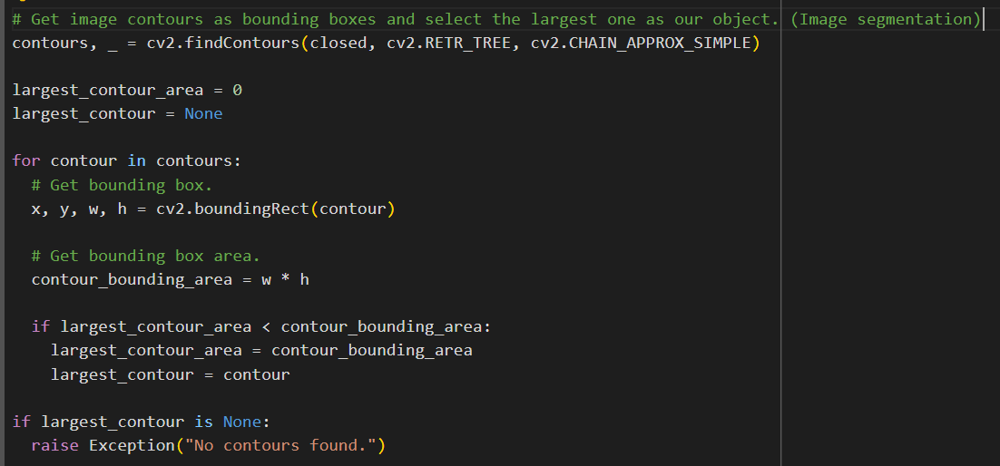 # Get image contours as bounding boxes and select the largest one as our object. (Image segmentation)
contours, _ = cv2.findContours(closed, cv2.RETR_TREE, cv2.CHAIN_APPROX_SIMPLE)
largest_contour_area = 0
largest_contour = None
for contour in contours:
# Get bounding box.
x, y, w, h = cv2.boundingRect(contour)
# Get bounding box area.
contour_bounding_area = w * h
if largest_contour_area < contour_bounding_area:
largest_contour_area = contour_bounding_area
largest_contour = contour
if largest_contour is None:
raise Exception("No contours found.")